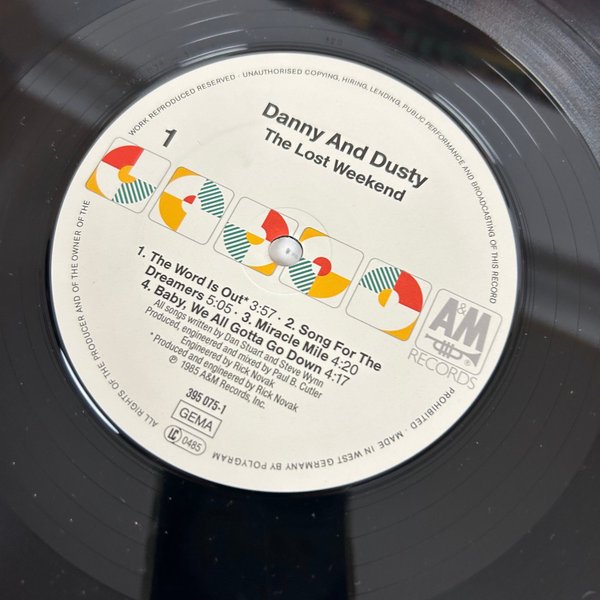 WORK REPRODUCED RESERVED · UNAUTHORISED COPYING, HIRING, LENDING, PUBLIC PERFORMANCE AND BROADCASTING OF THIS RECORD
PROHIBITED · MADE IN WEST GERMANY BY POLYGRAM
ALL RIGHTS OF THE PRODUCER AND OF THE OWNER OF THE
1
Danny And Dusty
The Lost Weekend
A&M
RECORDS
1. The Word Is Out* 3:57 · 2. Song For The
Dreamers 5:05 · 3. Miracle Mile 4:20
4. Baby, We All Gotta Go Down 4:17
All songs written by Dan Stuart and Steve Wynn
Produced, engineered and mixed by Paul B. Cutler
Engineered by Rick Novak
* Produced and engineered by Rick Novak
℗ 1985 A&M Records, Inc.
395 075-1
GEMA
LC 0485